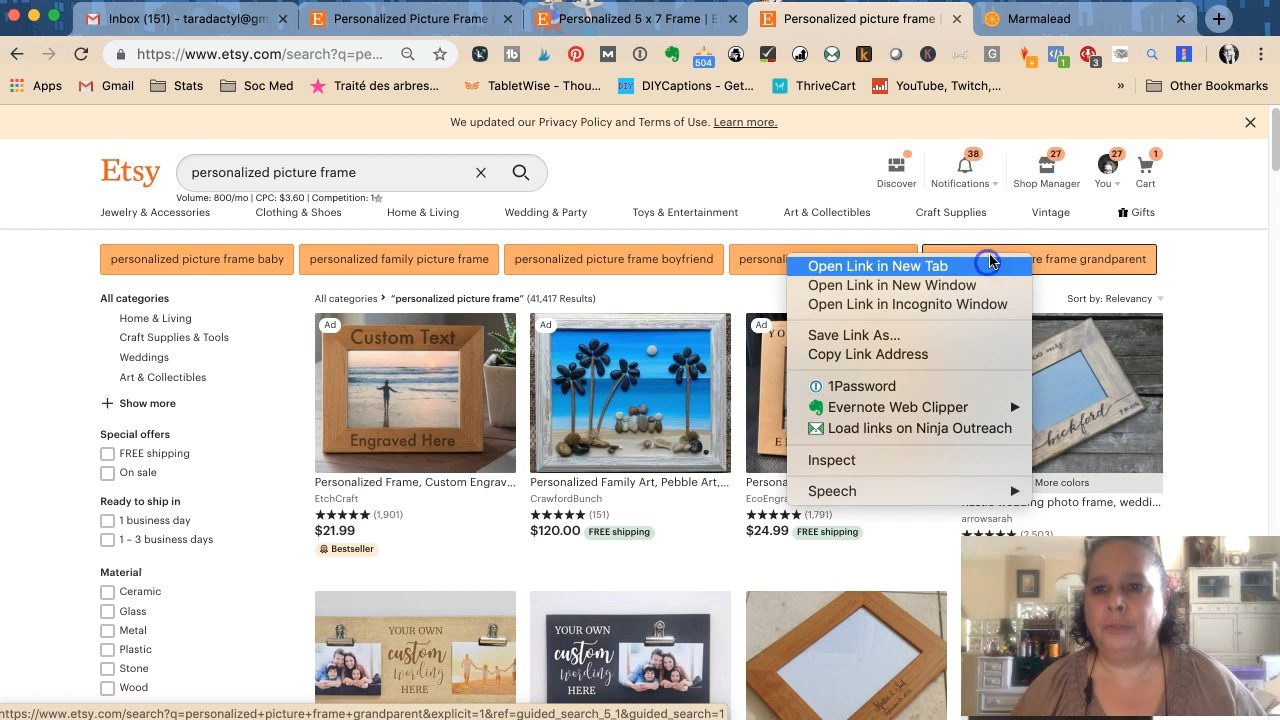 Inbox (151) - taradactyl@gm
Personalized Picture Frame
Personalized 5 x 7 Frame | E
Personalized picture frame |
Marmalead
https://www.etsy.com/search?q=pe...
504
1
3
Apps
Gmail
Stats
Soc Med
Traité des arbres...
TabletWise - Thou...
DIYCaptions - Get...
ThriveCart
YouTube, Twitch,...
»
Other Bookmarks
We updated our Privacy Policy and Terms of Use. Learn more.
Etsy
personalized picture frame
Volume: 800/mo | CPC: $3.60 | Competition: 1
Discover
38
Notifications
27
Shop Manager
27
You
1
Cart
Jewelry & Accessories
Clothing & Shoes
Home & Living
Wedding & Party
Toys & Entertainment
Art & Collectibles
Craft Supplies
Vintage
Gifts
personalized picture frame baby
personalized family picture frame
personalized picture frame boyfriend
re frame grandparent
Open Link in New Tab
Open Link in New Window
Open Link in Incognito Window
Save Link As...
Copy Link Address
1Password
Evernote Web Clipper
Load links on Ninja Outreach
Inspect
Speech
All categories
Home & Living
Craft Supplies & Tools
Weddings
Art & Collectibles
Show more
Special offers
FREE shipping
On sale
Ready to ship in
1 business day
1 – 3 business days
Material
Ceramic
Glass
Metal
Plastic
Stone
Wood
All categories > “personalized picture frame” (41,417 Results)
Sort by: Relevancy
Ad
Custom Text
Engraved Here
Personalized Frame, Custom Engrav...
EtchCraft
(1,901)
$21.99
Bestseller
Ad
Personalized Family Art, Pebble Art,...
CrawfordBunch
(151)
$120.00 FREE shipping
Ad
EcoEngra
(1,791)
$24.99 FREE shipping
bickford
More colors
rustic wedding photo frame, weddi...
arrowsarah
(2,503)
YOUR OWN
custom
wording
HERE
YOUR OWN
custom
wording
HERE
https://www.etsy.com/search?q=personalized+picture+frame+grandparent&explicit=1&ref=guided_search_5_1&guided_search=1